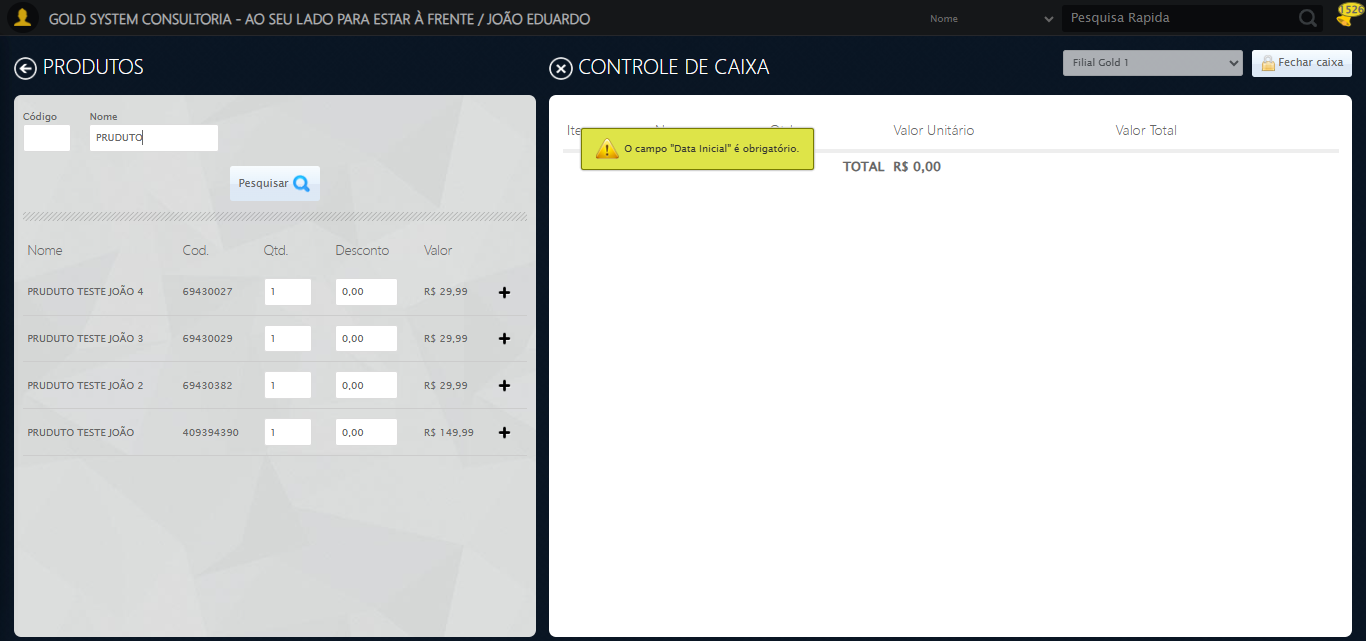 GOLD SYSTEM CONSULTORIA - AO SEU LADO PARA ESTAR À FRENTE / JOÃO EDUARDO
Nome
Pesquisa Rapida
1526
PRODUTOS
CONTROLE DE CAIXA
Filial Gold 1
Fechar caixa
Código
Nome
PRUDUTO
Pesquisar
Nome Cod. Qtd. Desconto Valor
PRUDUTO TESTE JOÃO 4 69430027 1 0,00 R$ 29,99
PRUDUTO TESTE JOÃO 3 69430029 1 0,00 R$ 29,99
PRUDUTO TESTE JOÃO 2 69430382 1 0,00 R$ 29,99
PRUDUTO TESTE JOÃO 409394390 1 0,00 R$ 149,99
Valor Unitário Valor Total
O campo "Data Inicial" é obrigatório.
TOTAL R$ 0,00